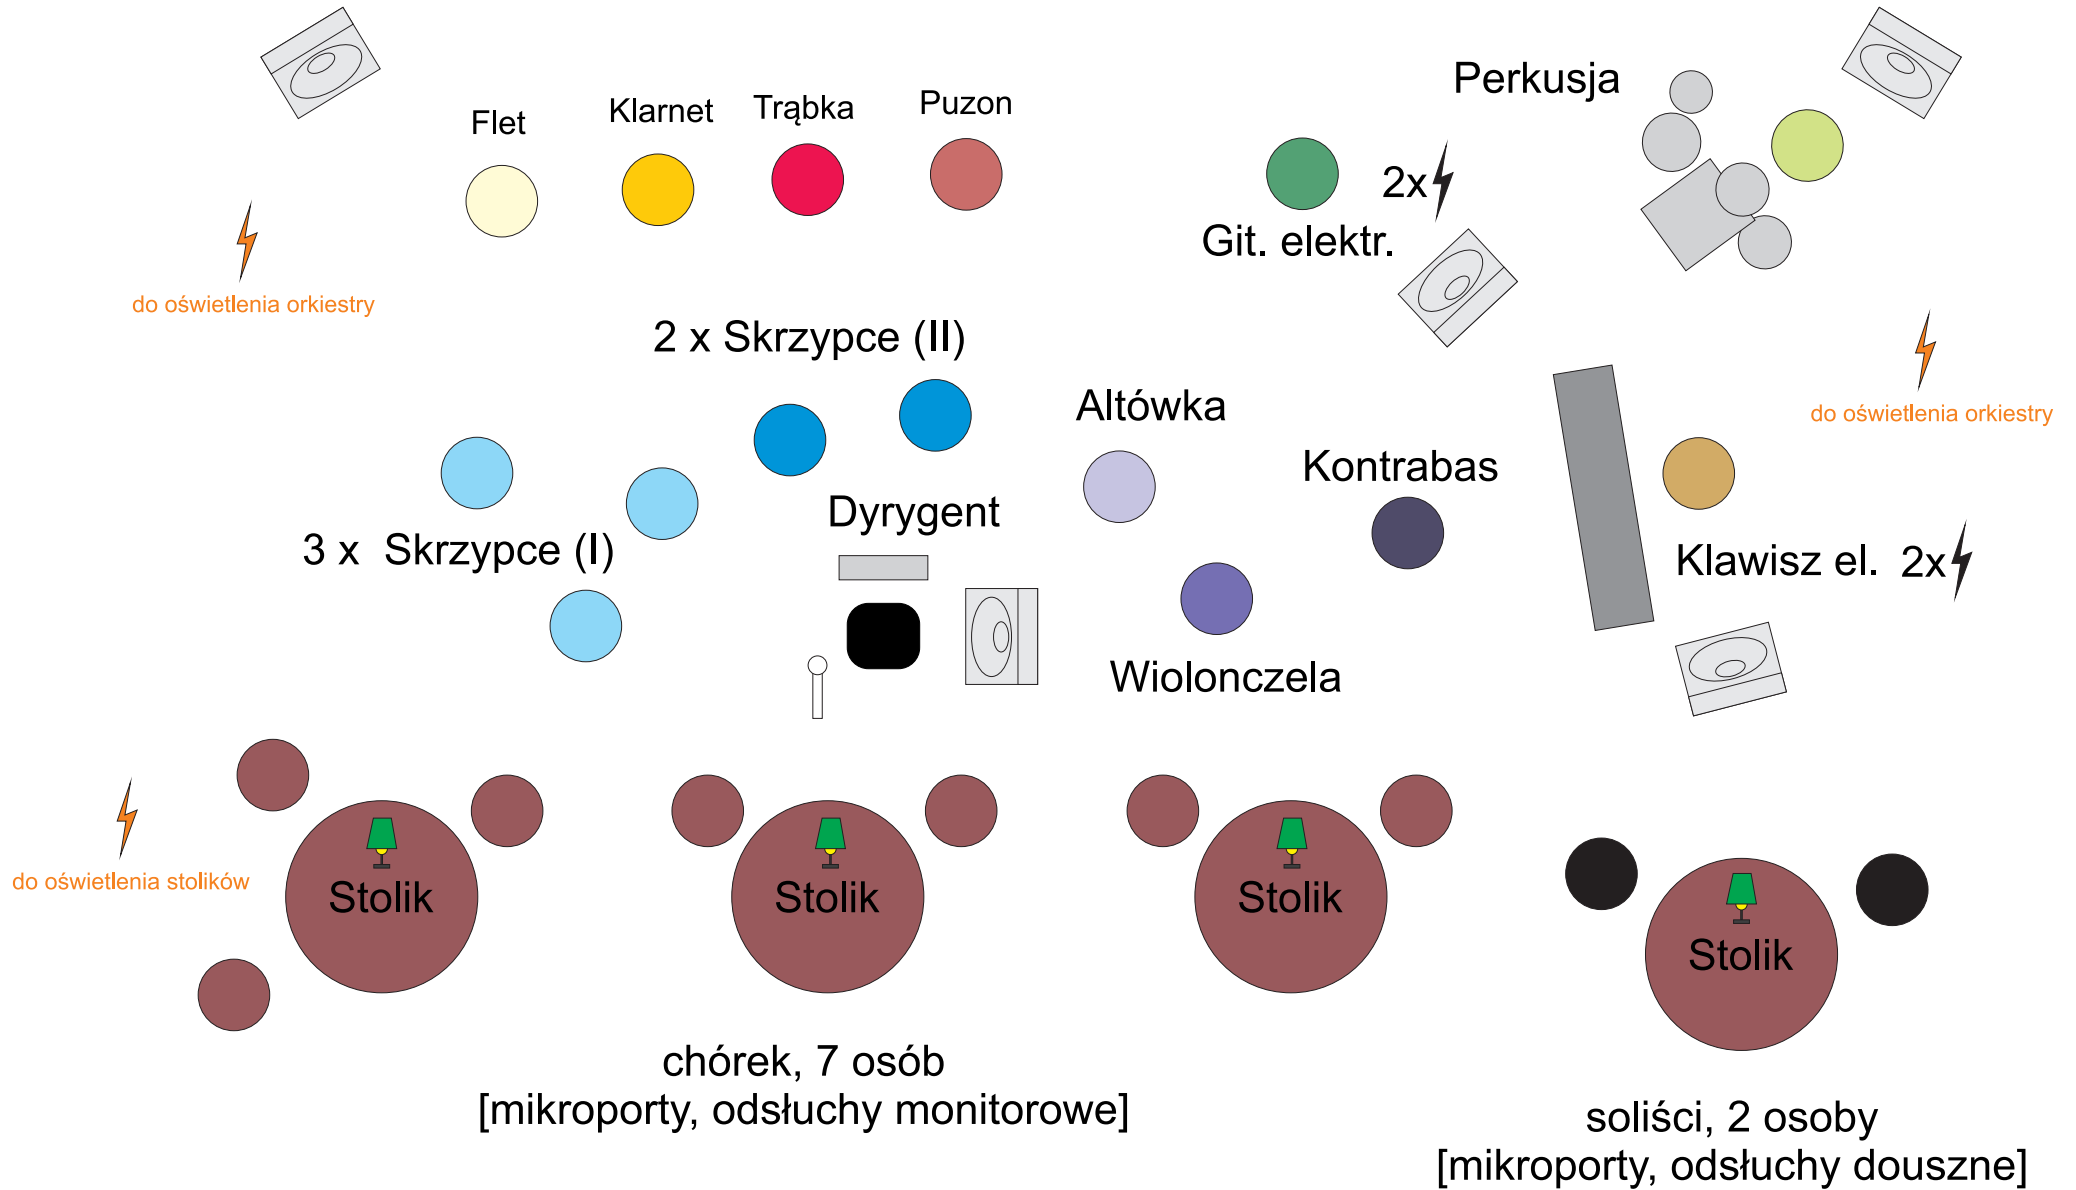 Perkusja
Flet
Klarnet
Trąbka
Puzon
2x
Git. elektr.
do oświetlenia orkiestry
2 x Skrzypce (II)
Altówka
do oświetlenia orkiestry
Kontrabas
Dyrygent
3 x  Skrzypce (I)
Klawisz el.  2x
Wiolonczela
do oświetlenia stolików
Stolik
Stolik
Stolik
Stolik
chórek, 7 osób
[mikroporty, odsłuchy monitorowe]
soliści, 2 osoby
[mikroporty, odsłuchy douszne]